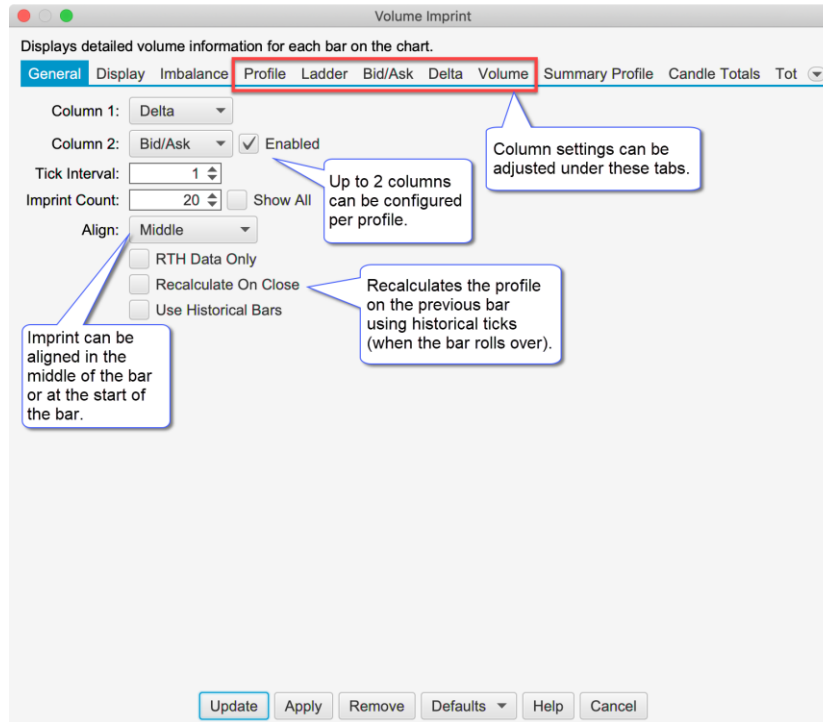 Volume Imprint
Displays detailed volume information for each bar on the chart.
General Display Imbalance Profile Ladder Bid/Ask Delta Volume Summary Profile Candle Totals Tot
Column 1: Delta
Column 2: Bid/Ask Enabled
Tick Interval: 1
Imprint Count: 20 Show All
Align: Middle
RTH Data Only
Recalculate On Close
Use Historical Bars
Column settings can be
adjusted under these tabs.
Up to 2 columns
can be configured
per profile.
Recalculates the profile
on the previous bar
using historical ticks
(when the bar rolls over).
Imprint can be
aligned in the
middle of the bar
or at the start of
the bar.
Update Apply Remove Defaults Help Cancel